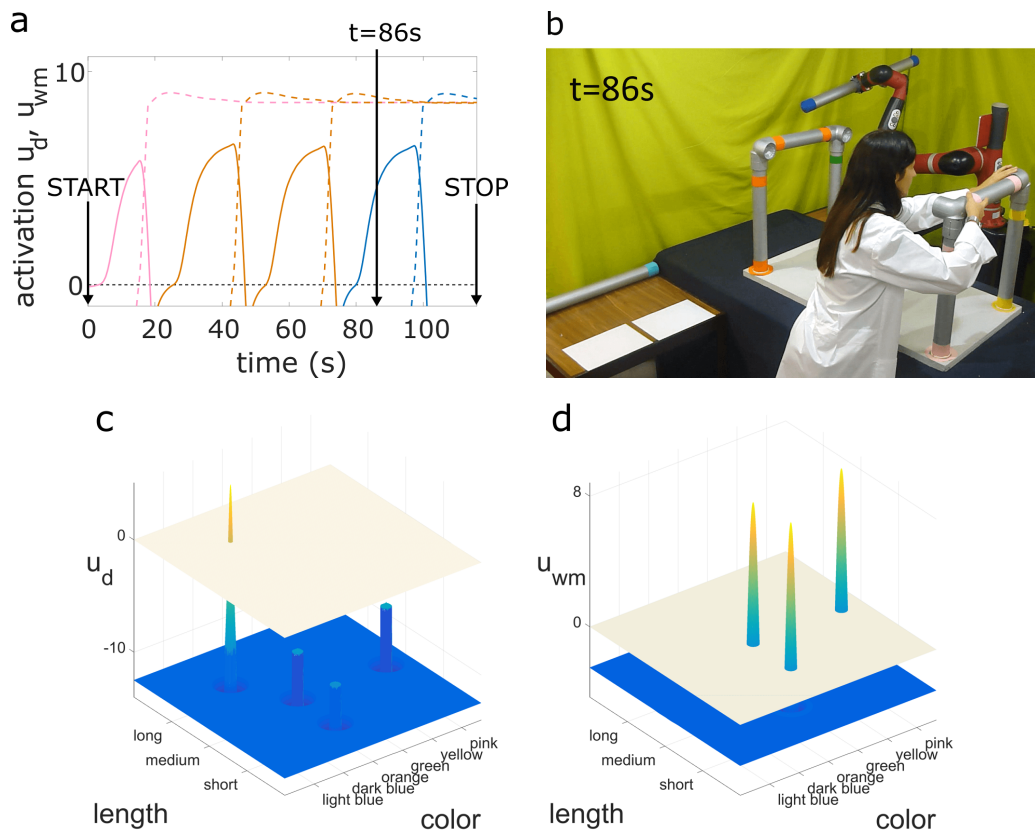 a
t=86s
10
0
activation u_d, u_wm
START
STOP
0
20
40
60
80
100
time (s)
b
t=86s
c
0
-10
u_d
long
medium
short
length
light blue
dark blue
orange
green
yellow
pink
color
d
8
0
u_wm
long
medium
short
length
light blue
dark blue
orange
green
yellow
pink
color